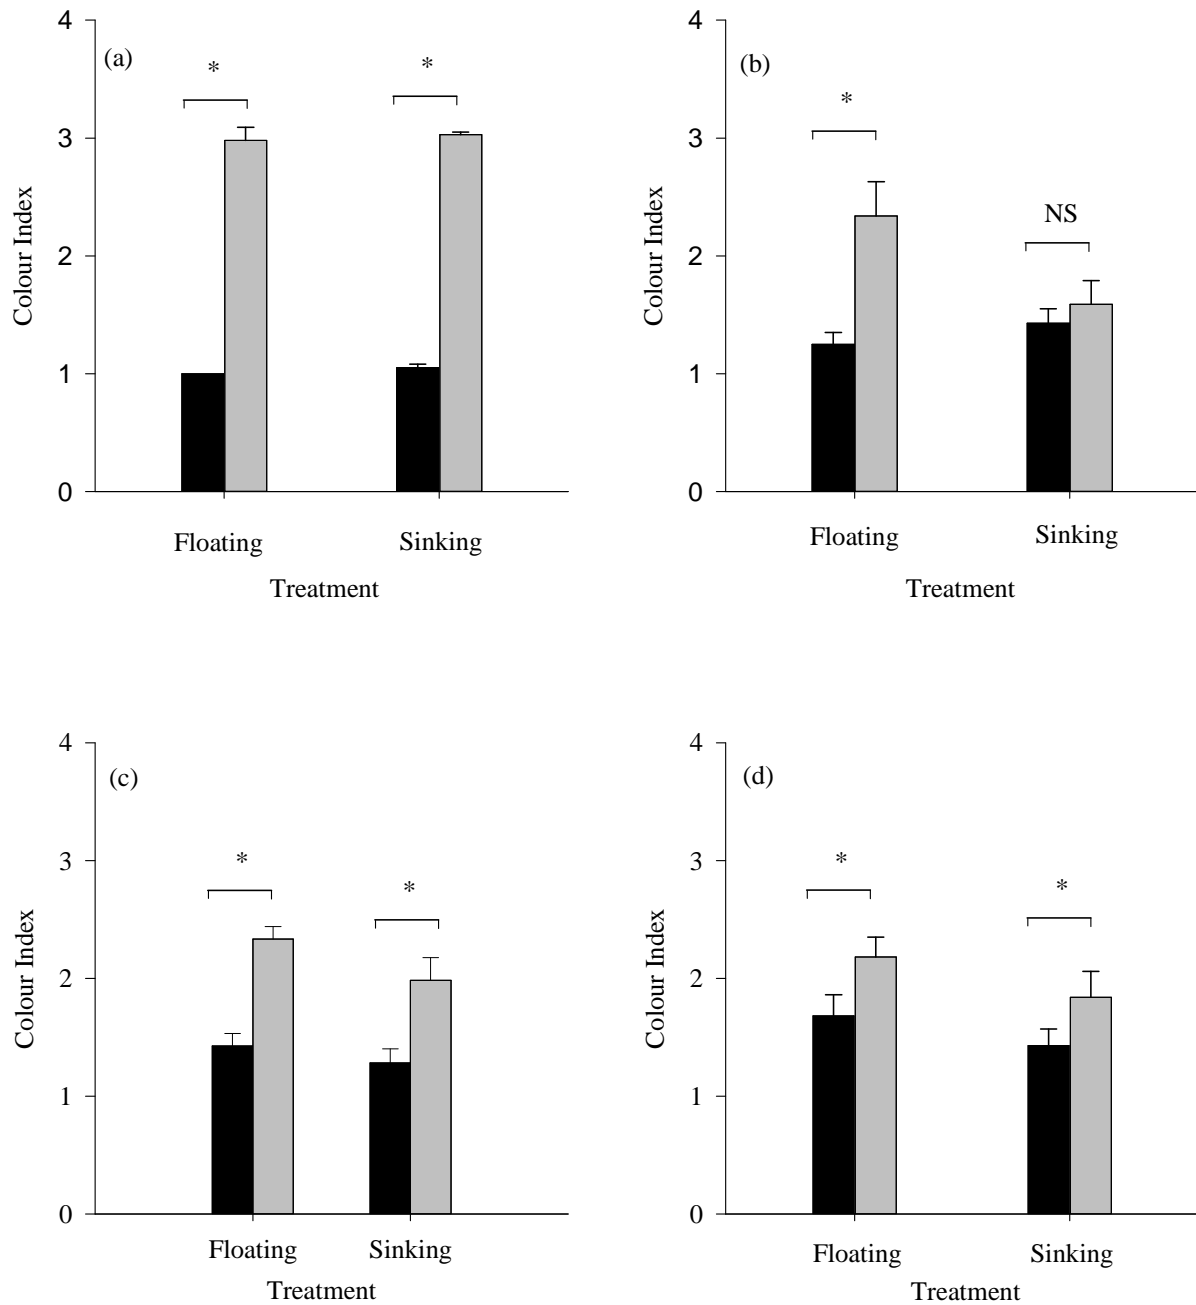 4
(a)
*
*
3
Colour Index
2
1
0
Floating
Sinking
Treatment
4
(b)
*
3
NS
Colour Index
2
1
0
Floating
Sinking
Treatment
4
(c)
*
*
3
Colour Index
2
1
0
Floating
Sinking
Treatment
4
(d)
*
*
3
Colour Index
2
1
0
Floating
Sinking
Treatment